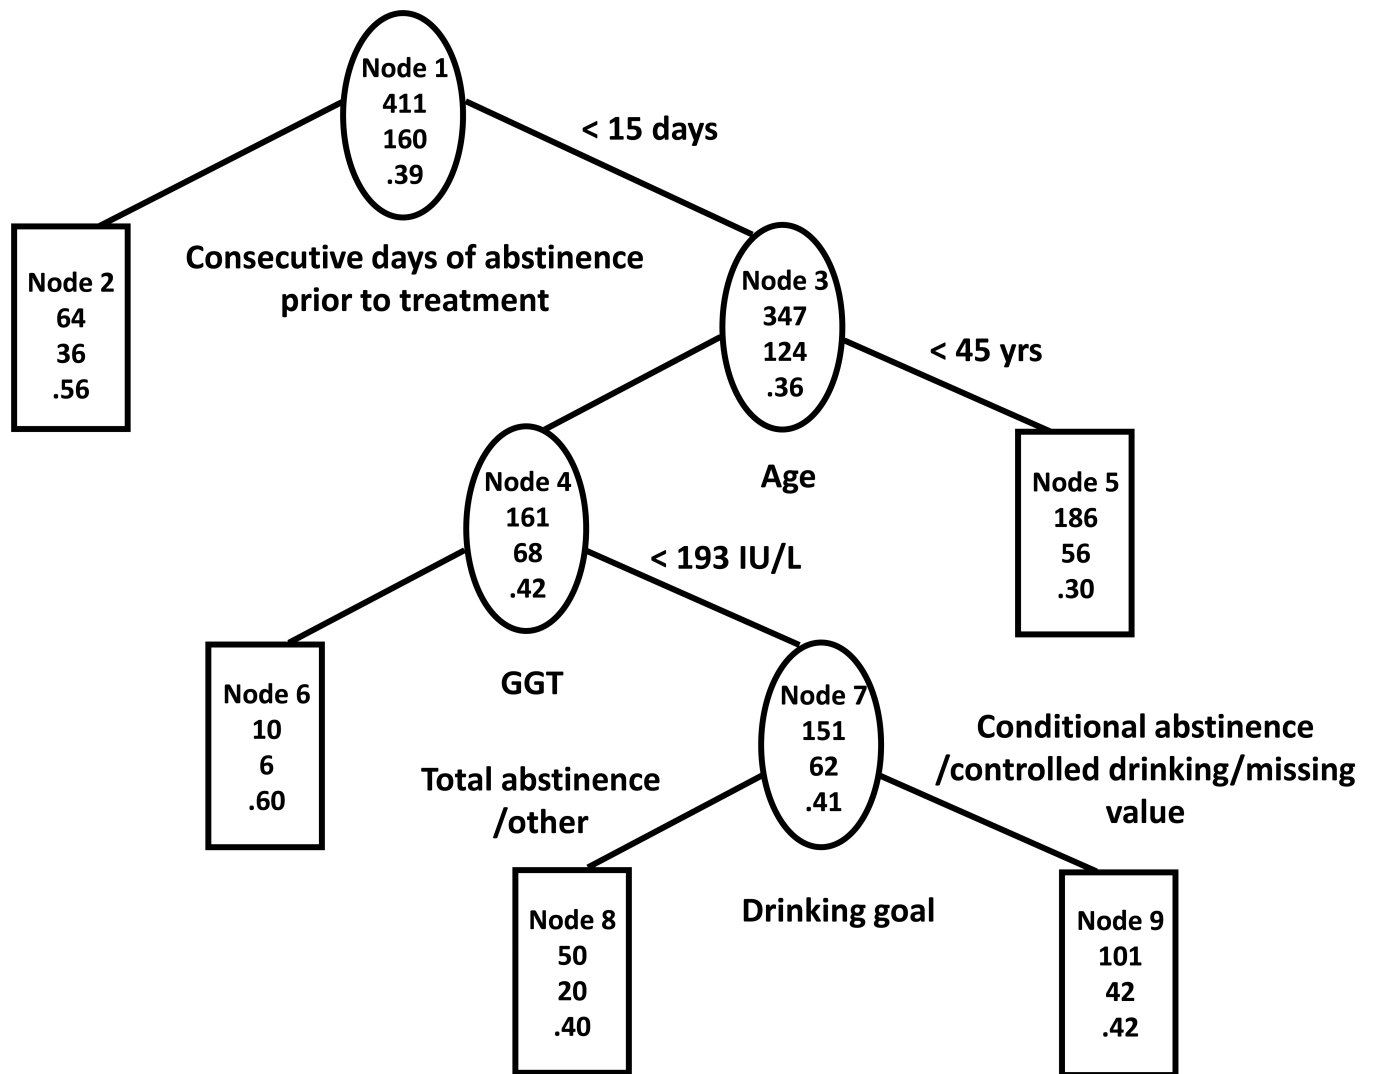 Node 1
411
160
.39
< 15 days
Consecutive days of abstinence
prior to treatment
Node 2
64
36
.56
Node 3
347
124
.36
< 45 yrs
Age
Node 4
161
68
.42
< 193 IU/L
GGT
Node 5
186
56
.30
Node 6
10
6
.60
Node 7
151
62
.41
Total abstinence
/other
Conditional abstinence
/controlled drinking/missing
value
Drinking goal
Node 8
50
20
.40
Node 9
101
42
.42